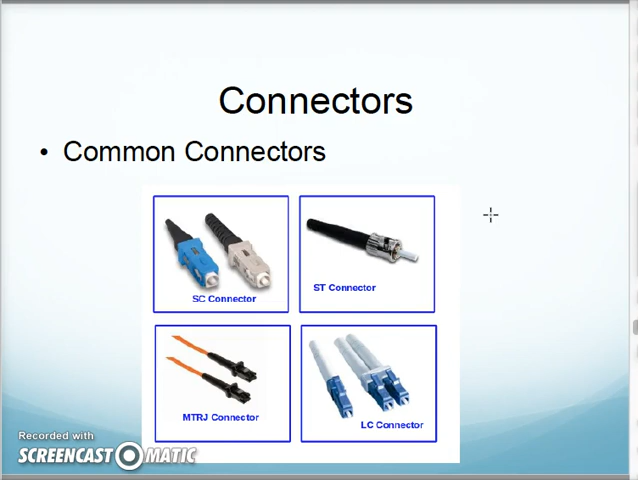 Connectors
• Common Connectors
SC Connector
ST Connector
MTRJ Connector
LC Connector
Recorded with
SCREENCAST MATIC